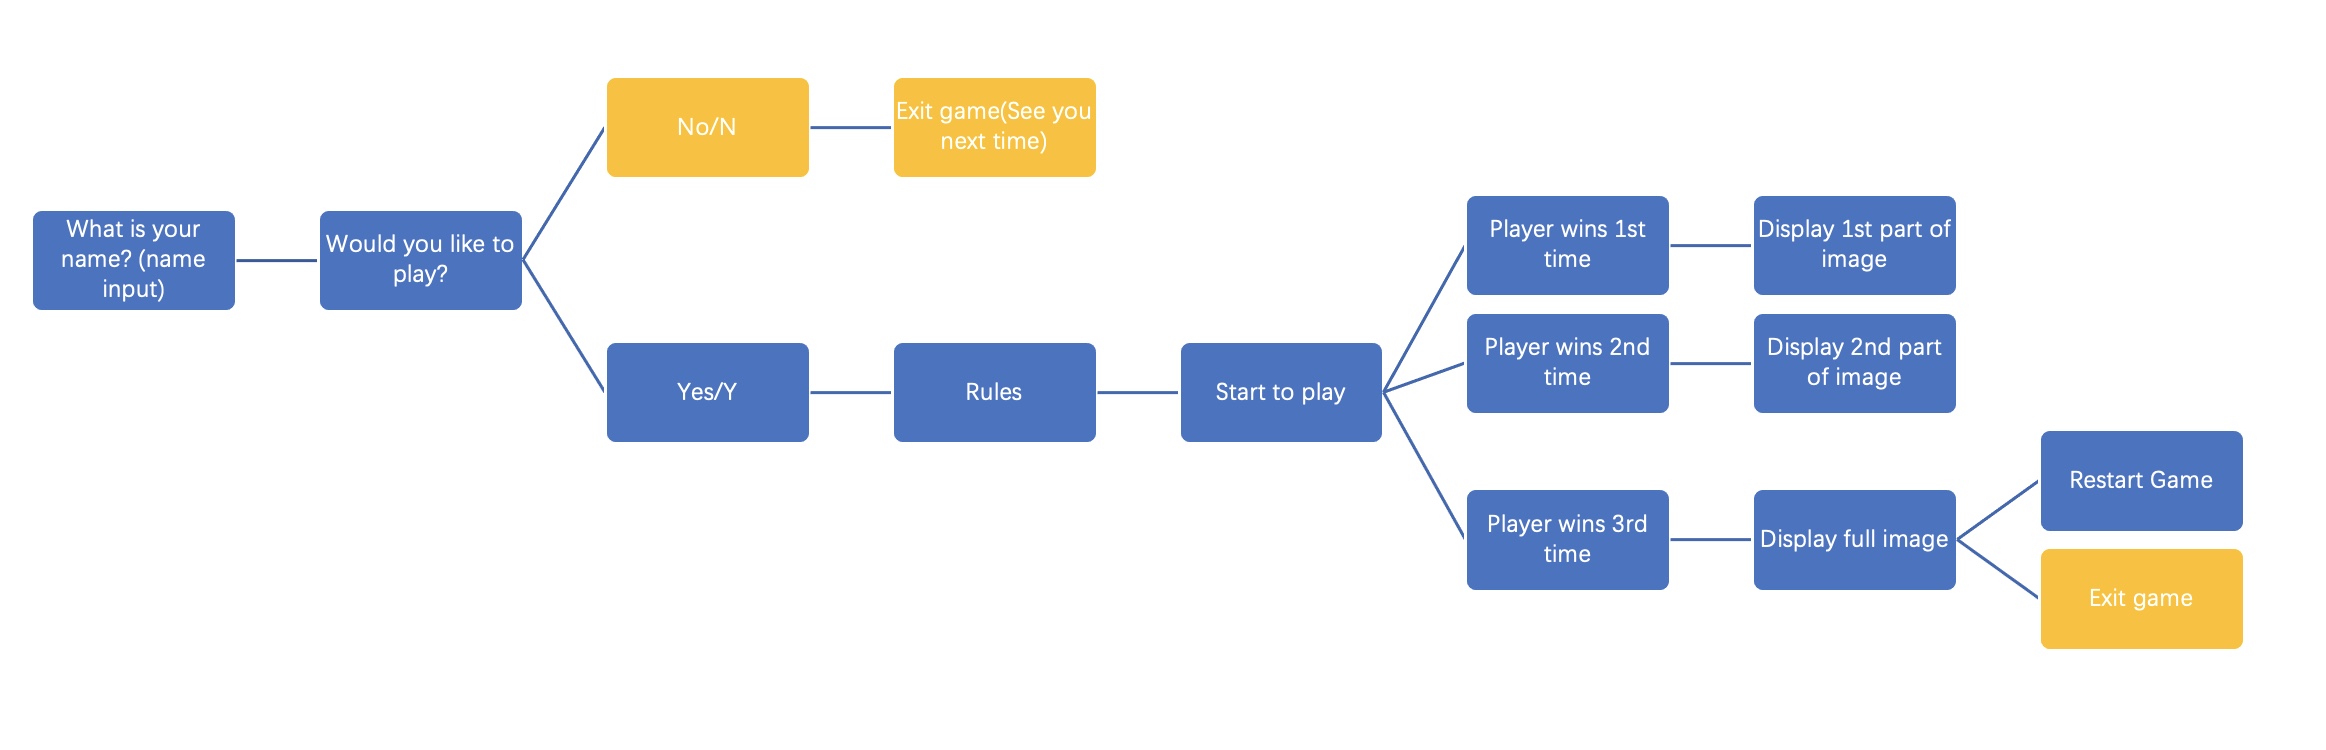 What is your
name? (name
input)
Would you like to
play?
No/N
Exit game(See you
next time)
Yes/Y
Rules
Start to play
Player wins 1st
time
Display 1st part of
image
Player wins 2nd
time
Display 2nd part
of image
Player wins 3rd
time
Display full image
Restart Game
Exit game